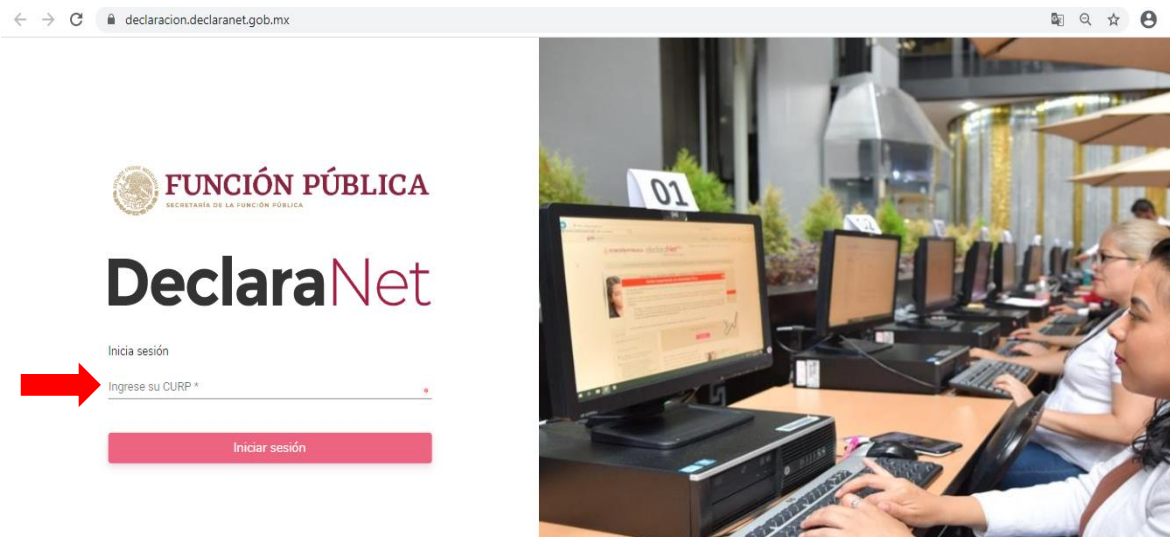 declaracion.declaranet.gob.mx
FUNCIÓN PÚBLICA
SECRETARÍA DE LA FUNCIÓN PÚBLICA
DeclaraNet
Inicia sesión
Ingrese su CURP *
*
Iniciar sesión
01